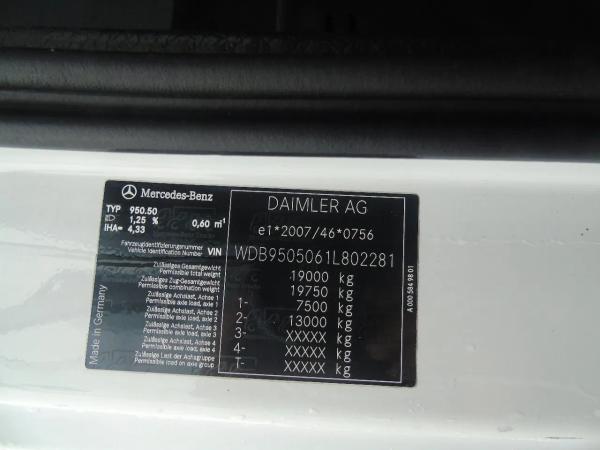 Mercedes-Benz
TYP 950.50
1,25 % 0,60 m-1
IHA= 4,33
Fahrzeugidentifizierungsnummer
Vehicle Identification Number VIN
Zulässiges Gesamtgewicht
Permissible total weight
Zulässiges Zug-Gesamtgewicht
Permissible combination weight
Zulässige Achslast, Achse 1
Permissible axle load, axle 1
Zulässige Achslast, Achse 2
Permissible axle load, axle 2
Zulässige Achslast, Achse 3
Permissible axle load, axle 3
Zulässige Achslast, Achse 4
Permissible axle load, axle 4
Zulässige Last der Achsgruppe
Permissible load on axle group
Made in Germany
DAIMLER AG
e1*2007/46*0756
WDB9505061L802281
19000 kg
19750 kg
1- 7500 kg
2- 13000 kg
3- XXXXX kg
4- XXXXX kg
T- XXXXX kg
A 000 584 98 01